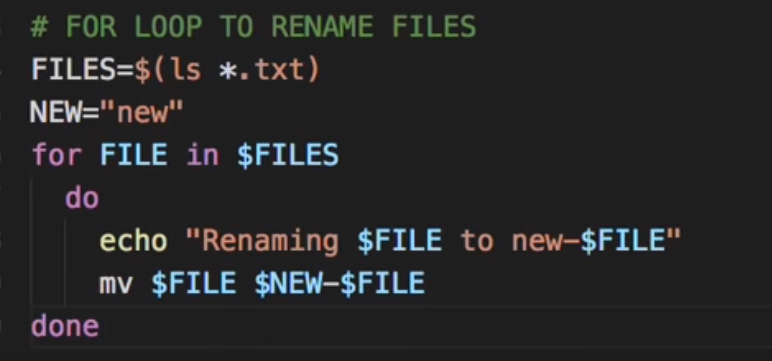 # FOR LOOP TO RENAME FILES
FILES=$(ls *.txt)
NEW="new"
for FILE in $FILES
do
echo "Renaming $FILE to new-$FILE"
mv $FILE $NEW-$FILE
done